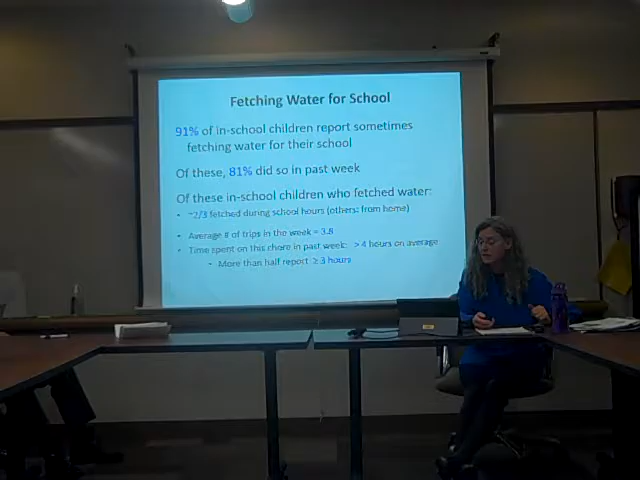 Fetching Water for School
91% of in-school children report sometimes
fetching water for their school
Of these, 81% did so in past week
Of these in-school children who fetched water:
• ~2/3 fetched during school hours (others: from home)
• Average # of trips in the week = 3.8
• Time spent on this chore in past week: > 4 hours on average
• More than half report ≥ 3 hours